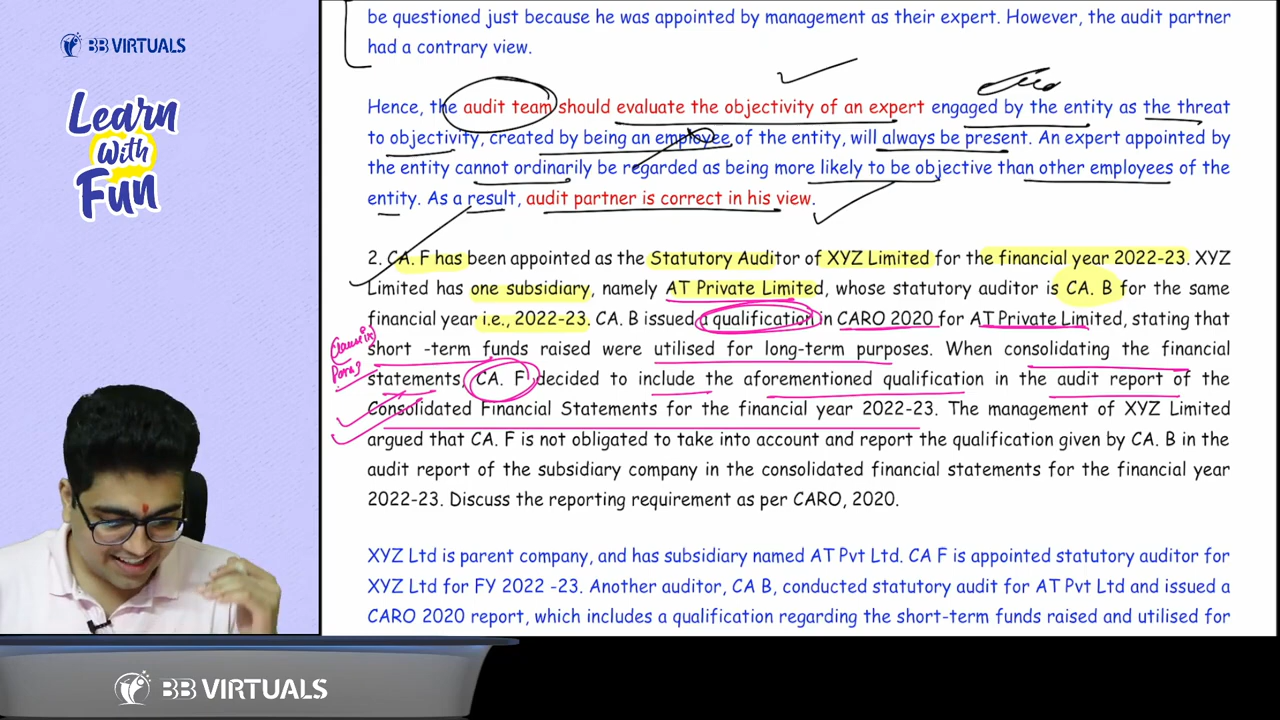 BB VIRTUALS
Learn
With
Fun
be questioned just because he was appointed by management as their expert. However, the audit partner
had a contrary view.
Hence, the audit team should evaluate the objectivity of an expert engaged by the entity as the threat
to objectivity, created by being an employee of the entity, will always be present. An expert appointed by
the entity cannot ordinarily be regarded as being more likely to be objective than other employees of the
entity. As a result, audit partner is correct in his view.
2. CA. F has been appointed as the Statutory Auditor of XYZ Limited for the financial year 2022-23. XYZ
Limited has one subsidiary, namely AT Private Limited, whose statutory auditor is CA. B for the same
financial year i.e., 2022-23. CA. B issued a qualification in CARO 2020 for AT Private Limited, stating that
short -term funds raised were utilised for long-term purposes. When consolidating the financial
statements, CA. F decided to include the aforementioned qualification in the audit report of the
Consolidated Financial Statements for the financial year 2022-23. The management of XYZ Limited
argued that CA. F is not obligated to take into account and report the qualification given by CA. B in the
audit report of the subsidiary company in the consolidated financial statements for the financial year
2022-23. Discuss the reporting requirement as per CARO, 2020.
XYZ Ltd is parent company, and has subsidiary named AT Pvt Ltd. CA F is appointed statutory auditor for
XYZ Ltd for FY 2022 -23. Another auditor, CA B, conducted statutory audit for AT Pvt Ltd and issued a
CARO 2020 report, which includes a qualification regarding the short-term funds raised and utilised for
BB VIRTUALS